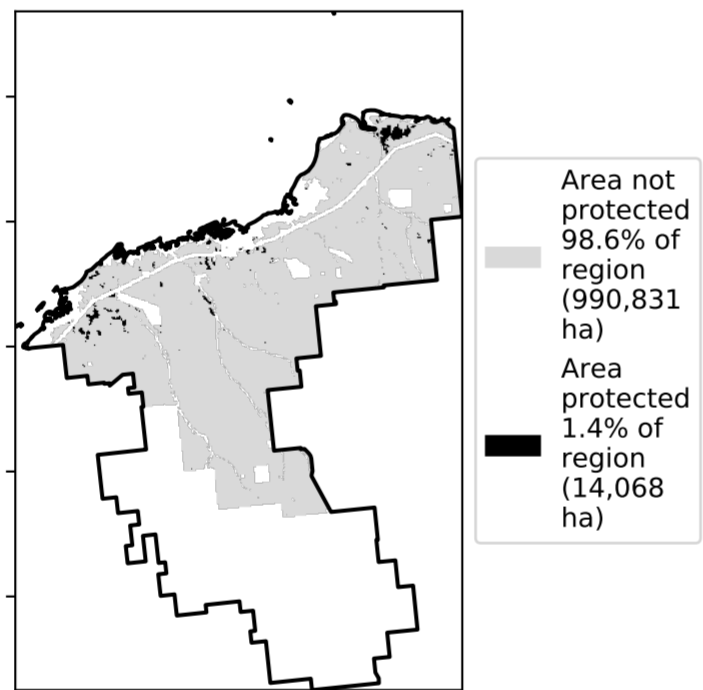 Area not
protected
98.6% of
region
(990,831
ha)
Area
protected
1.4% of
region
(14,068
ha)